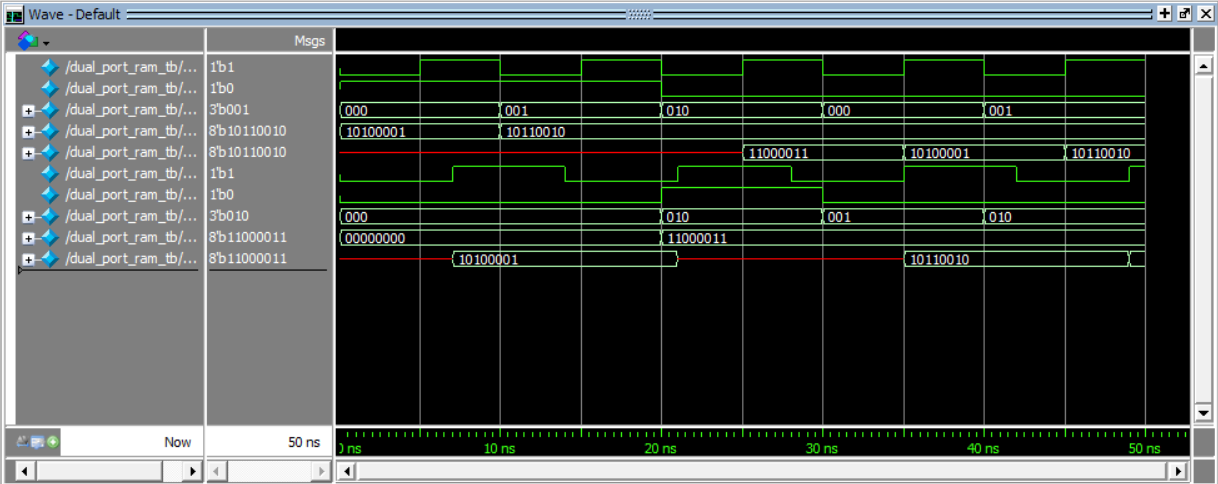 Wave - Default
Msgs
/dual_port_ram_tb/... 1'b1
/dual_port_ram_tb/... 1'b0
/dual_port_ram_tb/... 3'b001 000 001 010 000 001
/dual_port_ram_tb/... 8'b10110010 10100001 10110010
/dual_port_ram_tb/... 8'b10110010 11000011 10100001 10110010
/dual_port_ram_tb/... 1'b1
/dual_port_ram_tb/... 1'b0
/dual_port_ram_tb/... 3'b010 000 010 001 010
/dual_port_ram_tb/... 8'b11000011 00000000 11000011
/dual_port_ram_tb/... 8'b11000011 10100001 10110010
Now 50 ns ns 10 ns 20 ns 30 ns 40 ns 50 ns